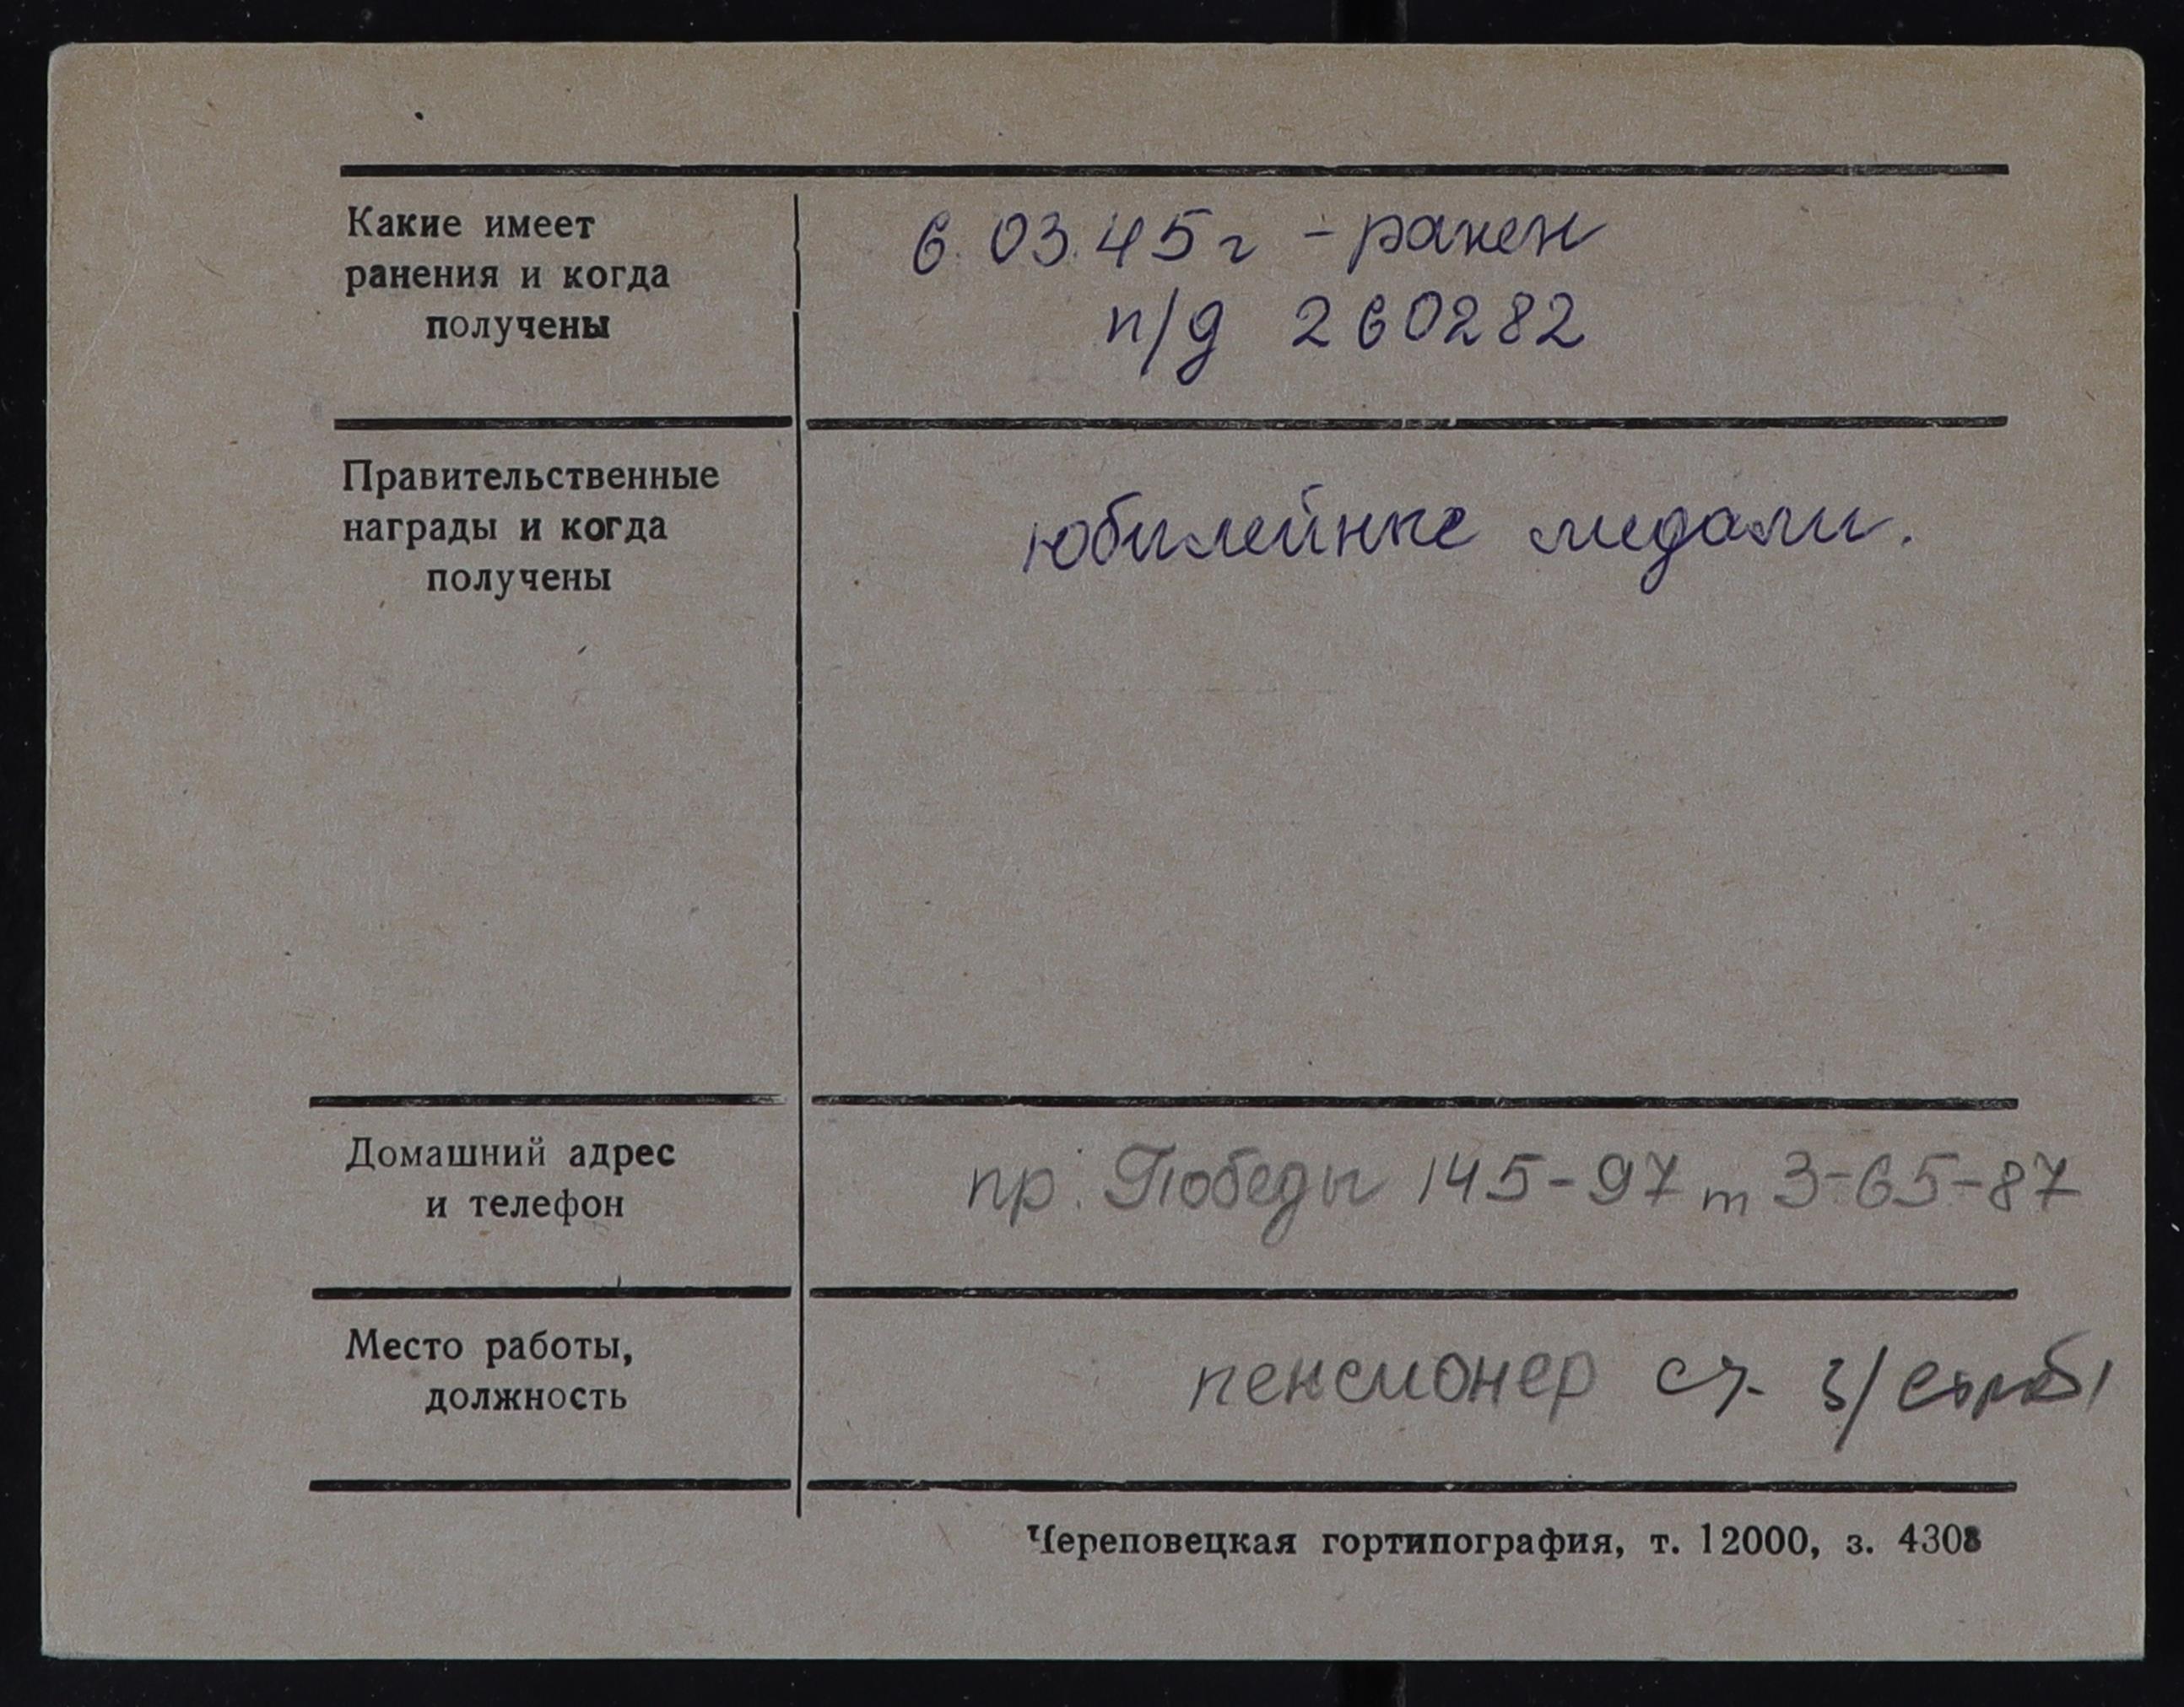 Какие имеет
ранения и когда
получены
6.03.45г - ранен
п/д 260282
Правительственные
награды и когда
получены
юбилейные медали.
Домашний адрес
и телефон
пр. Победы 145-97 т 3-65-87
Место работы,
должность
пенсионер
Череповецкая гортипография, т. 12000, з. 4308